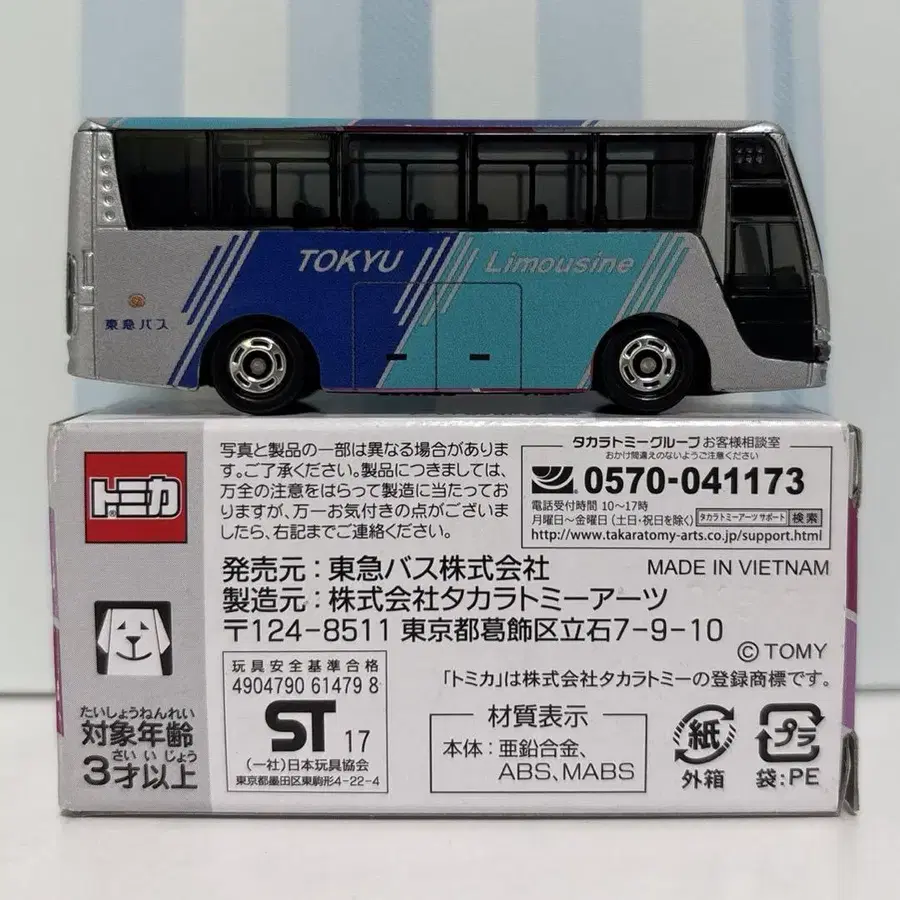 TOKYU Limousine
東急バス
トミカ
®
写真と製品の一部は異なる場合があります。
ご了承ください。製品につきましては、
万全の注意をはらって製造に当たっており
ますが、万一お気付きの点がございま
したら、右記までご連絡ください。
タカラトミーグループ お客様相談室
おかけ間違えのないようご注意ください
0570-041173
電話受付時間 10〜17時
月曜日〜金曜日 (土日・祝日を除く) タカラトミーアーツ サポート 検索
http://www.takaratomy-arts.co.jp/support.html
発売元：東急バス株式会社
MADE IN VIETNAM
製造元：株式会社タカラトミーアーツ
〒124-8511 東京都葛飾区立石7-9-10
© TOMY
「トミカ」は株式会社タカラトミーの登録商標です。
たいしょうねんれい
対象年齢
さい い じょう
3才以上
玩具安全基準合格
4904790 61479 8
ST 17
(一社)日本玩具協会
東京都墨田区東駒形4-22-4
材質表示
本体：亜鉛合金、
ABS、MABS
紙
外箱
プラ
袋：PE